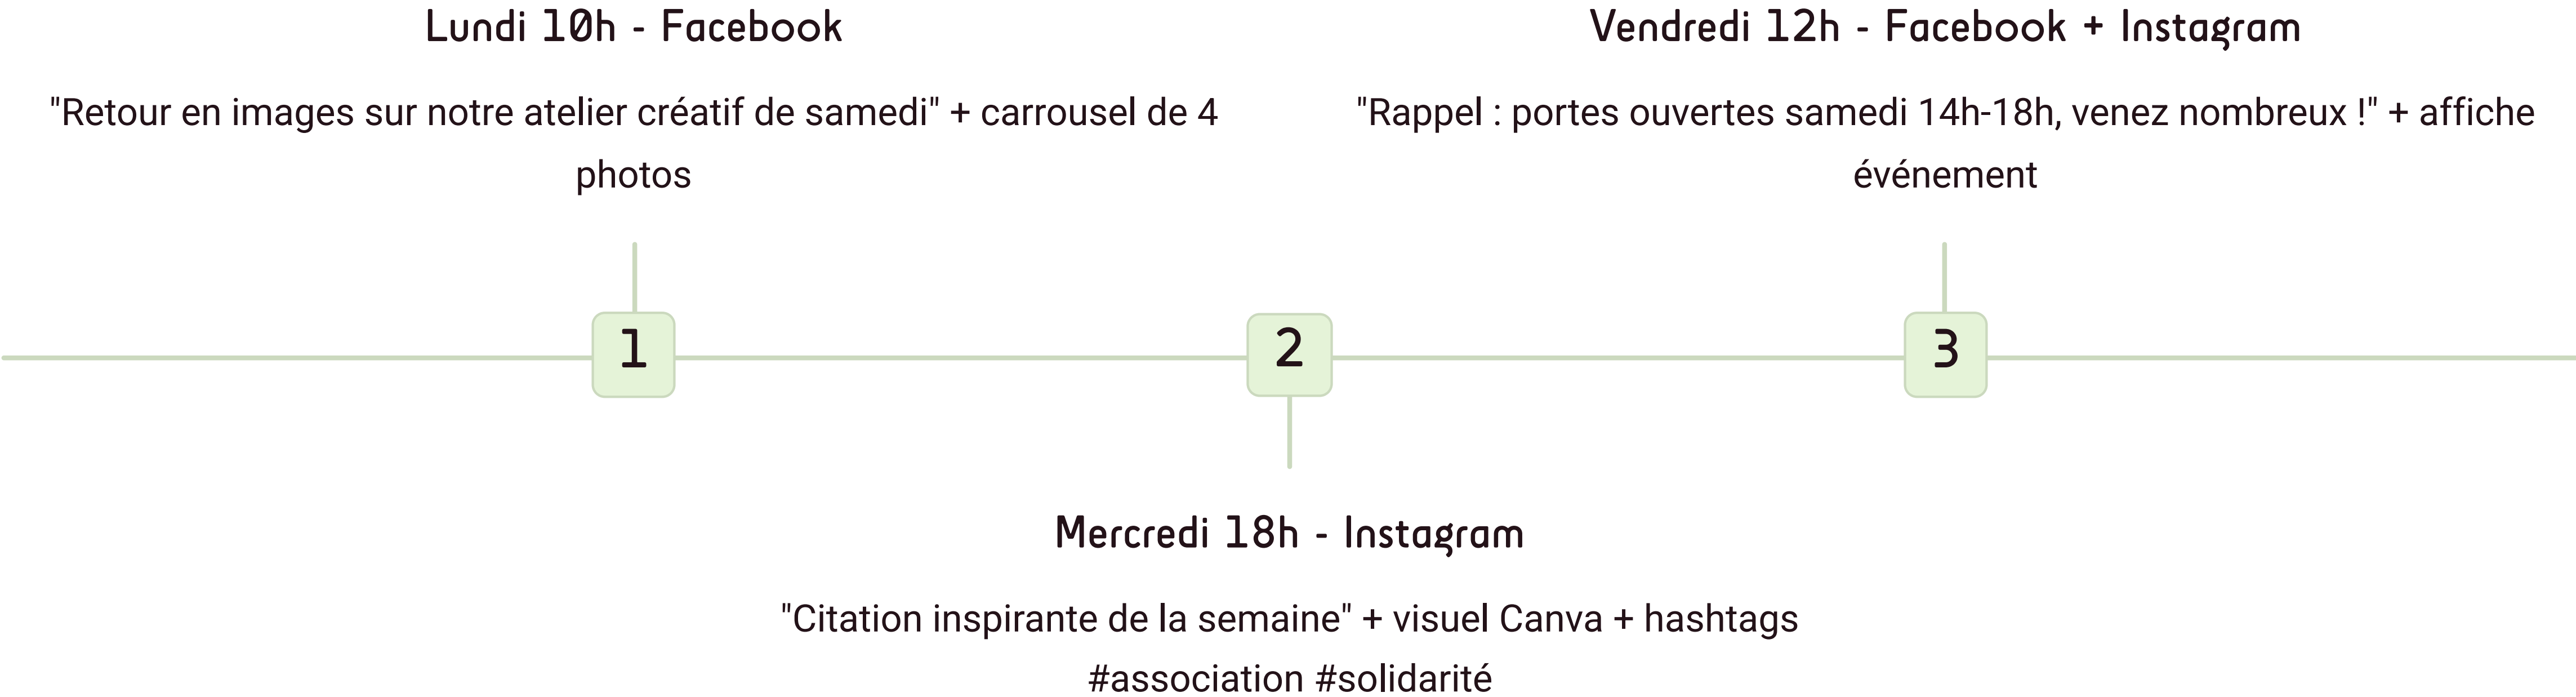 Lundi 10h - Facebook
"Retour en images sur notre atelier créatif de samedi" + carrousel de 4
photos
Vendredi 12h - Facebook + Instagram
"Rappel : portes ouvertes samedi 14h-18h, venez nombreux !" + affiche
événement
1
2
3
Mercredi 18h - Instagram
"Citation inspirante de la semaine" + visuel Canva + hashtags
#association #solidarité